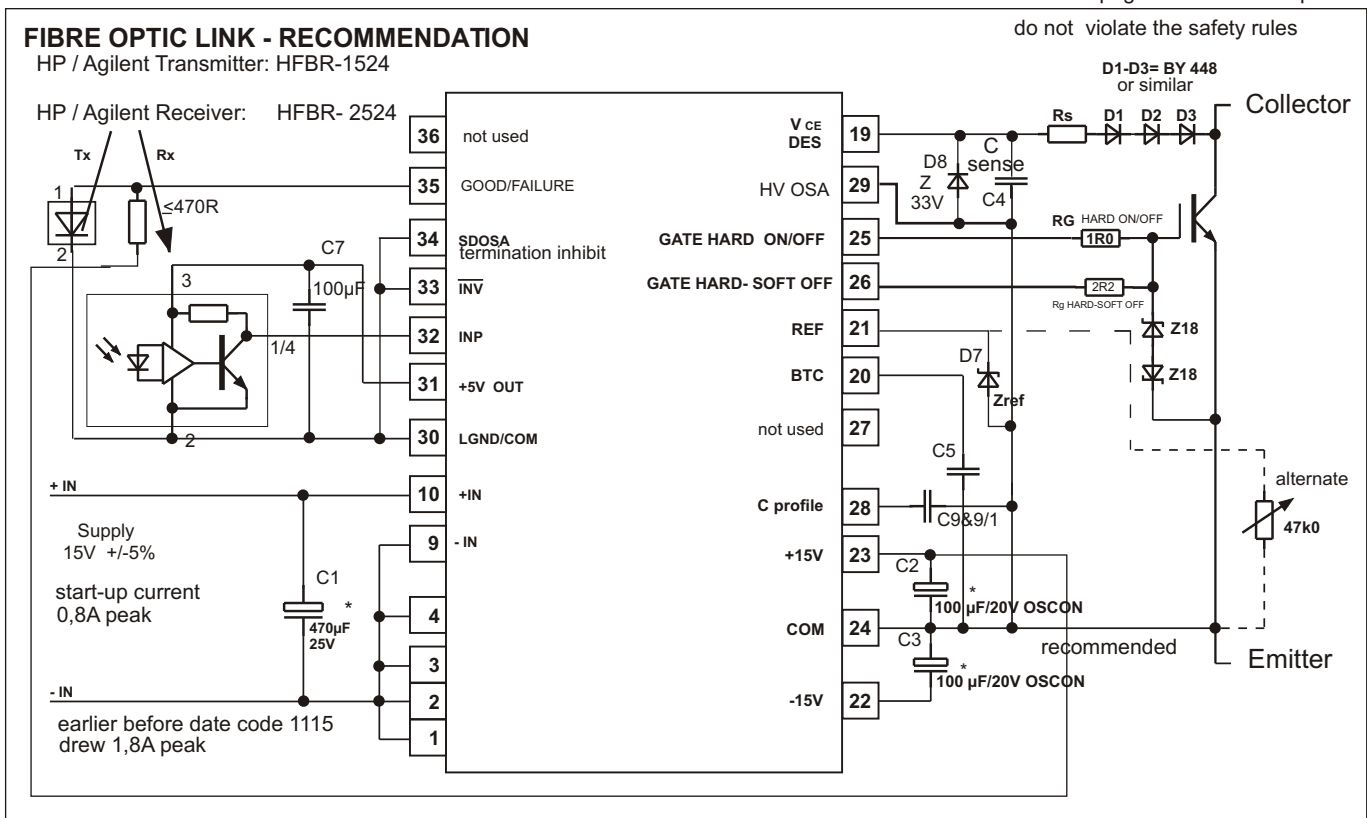 do not violate the safety rules
FIBRE OPTIC LINK - RECOMMENDATION
HP / Agilent Transmitter: HFBR-1524
HP / Agilent Receiver: HFBR- 2524
Tx
Rx
1
2
≤470R
3
1/4
2
C7
100µF
+ IN
Supply
15V +/-5%
start-up current
0,8A peak
C1
*
470µF
25V
- IN
earlier before date code 1115
drew 1,8A peak
36 not used
35 GOOD/FAILURE
34 SDOSA
termination inhibit
33 INV
32 INP
31 +5V OUT
30 LGND/COM
10 +IN
9 - IN
4
3
2
1
V CE
DES 19
HV OSA 29
GATE HARD ON/OFF 25
GATE HARD- SOFT OFF 26
REF 21
BTC 20
not used 27
C profile 28
+15V 23
COM 24
-15V 22
D1-D3= BY 448
or similar
Rs D1 D2 D3
Collector
D8
Z
33V
C
sense
C4
RG HARD ON/OFF
1R0
2R2
Rg HARD-SOFT OFF
Z18
Z18
D7
Zref
C5
C9&9/1
alternate
47k0
C2
*
100 µF/20V OSCON
C3
recommended
*
100 µF/20V OSCON
Emitter